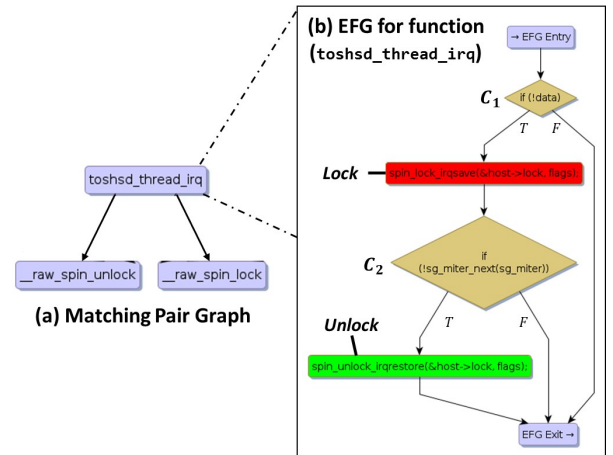 toshsd_thread_irq
__raw_spin_unlock
__raw_spin_lock
(a) Matching Pair Graph
(b) EFG for function
(toshsd_thread_irq)
→ EFG Entry
C1
if (!data)
T
F
Lock
spin_lock_irqsave(&host->lock, flags);
C2
if
(!sg_miter_next(sg_miter))
T
F
Unlock
spin_unlock_irqrestore(&host->lock, flags);
EFG Exit →